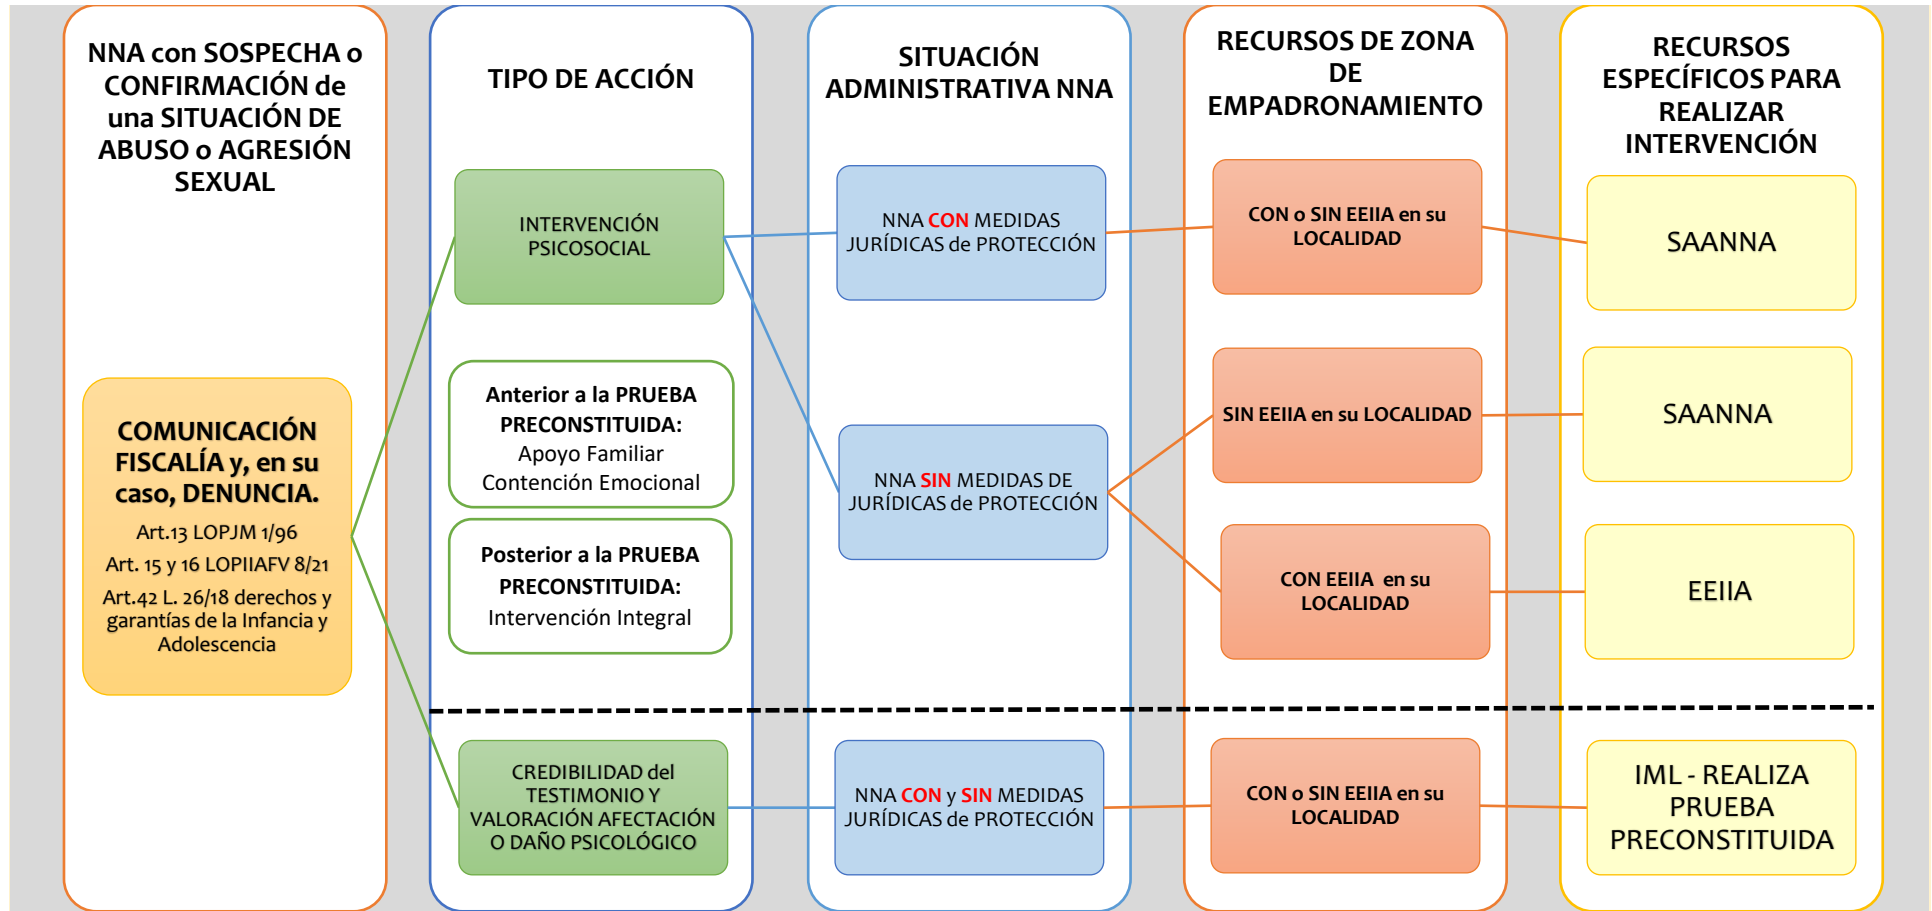 NNA con SOSPECHA o
CONFIRMACIÓN de
una SITUACIÓN DE
ABUSO o AGRESIÓN
SEXUAL
COMUNICACIÓN
FISCALÍA y, en su
caso, DENUNCIA.
Art.13 LOPJM 1/96
Art. 15 y 16 LOPIIAFV 8/21
Art.42 L. 26/18 derechos y
garantías de la Infancia y
Adolescencia
TIPO DE ACCIÓN
INTERVENCIÓN
PSICOSOCIAL
Anterior a la PRUEBA
PRECONSTITUIDA:
Apoyo Familiar
Contención Emocional
Posterior a la PRUEBA
PRECONSTITUIDA:
Intervención Integral
CREDIBILIDAD del
TESTIMONIO Y
VALORACIÓN AFECTACIÓN
O DAÑO PSICOLÓGICO
SITUACIÓN
ADMINISTRATIVA NNA
NNA CON MEDIDAS
JURÍDICAS de PROTECCIÓN
NNA SIN MEDIDAS DE
JURÍDICAS de PROTECCIÓN
NNA CON y SIN MEDIDAS
JURÍDICAS de PROTECCIÓN
RECURSOS DE ZONA
DE
EMPADRONAMIENTO
CON o SIN EEIIA en su
LOCALIDAD
SIN EEIIA en su LOCALIDAD
CON EEIIA en su
LOCALIDAD
CON o SIN EEIIA en su
LOCALIDAD
RECURSOS
ESPECÍFICOS PARA
REALIZAR
INTERVENCIÓN
SAANNA
SAANNA
EEIIA
IML - REALIZA
PRUEBA
PRECONSTITUIDA